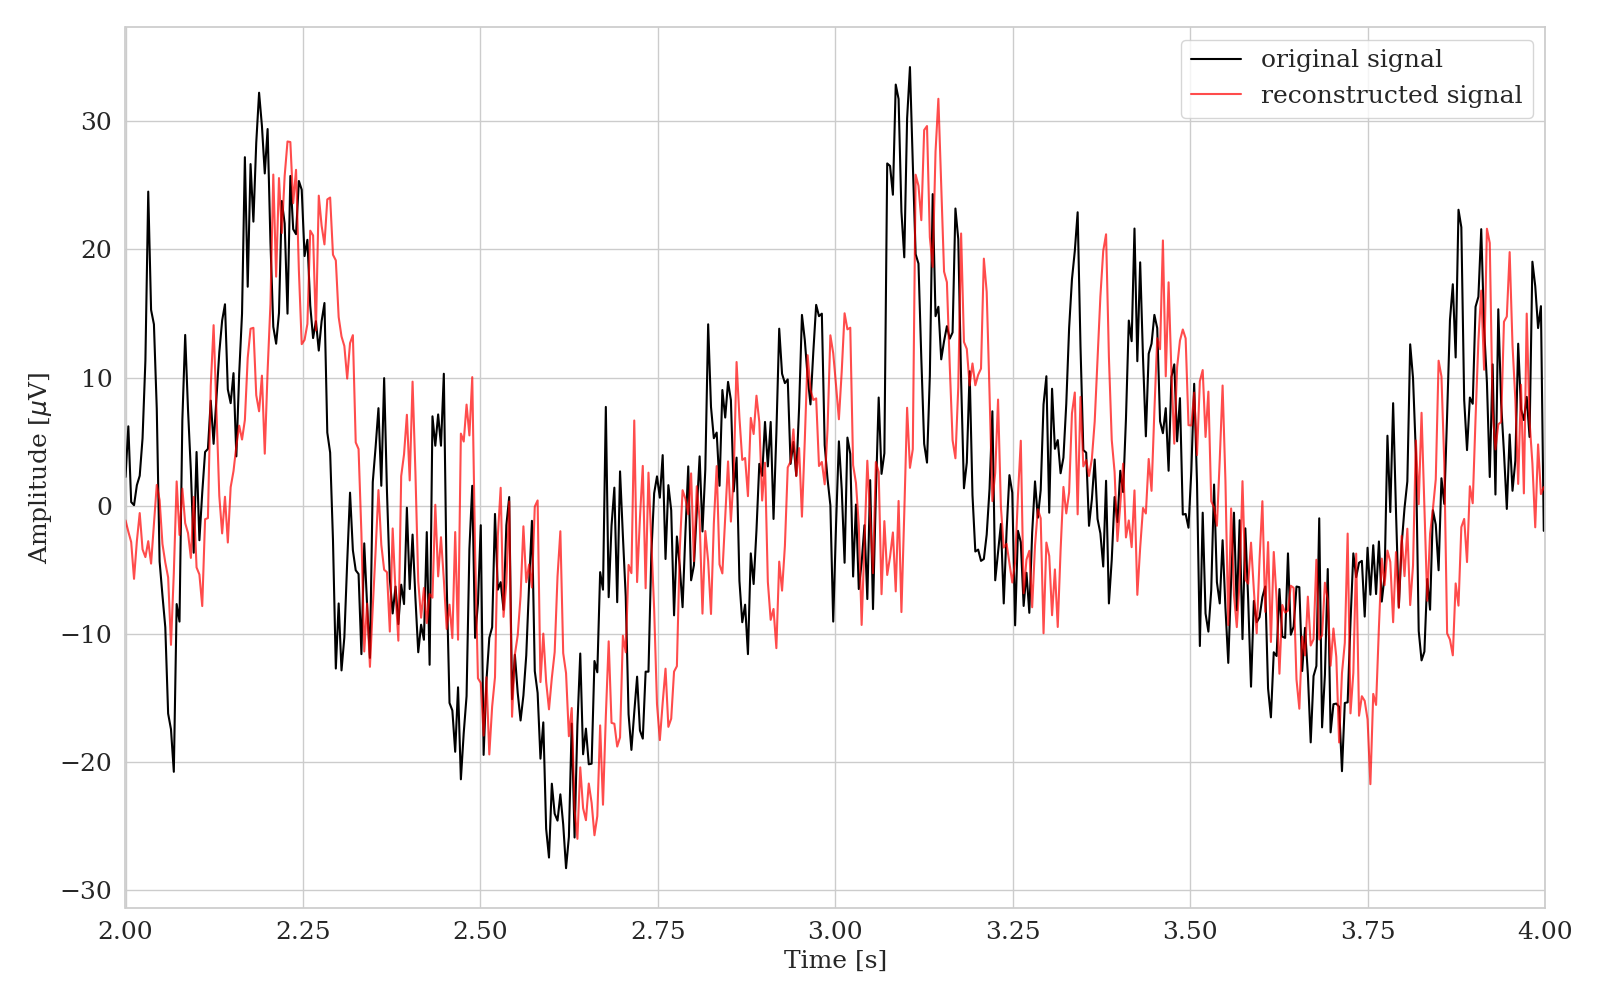 original signal
reconstructed signal
30
20
10
0
−10
−20
−30
Amplitude [μV]
2.00 2.25 2.50 2.75 3.00 3.25 3.50 3.75 4.00
Time [s]